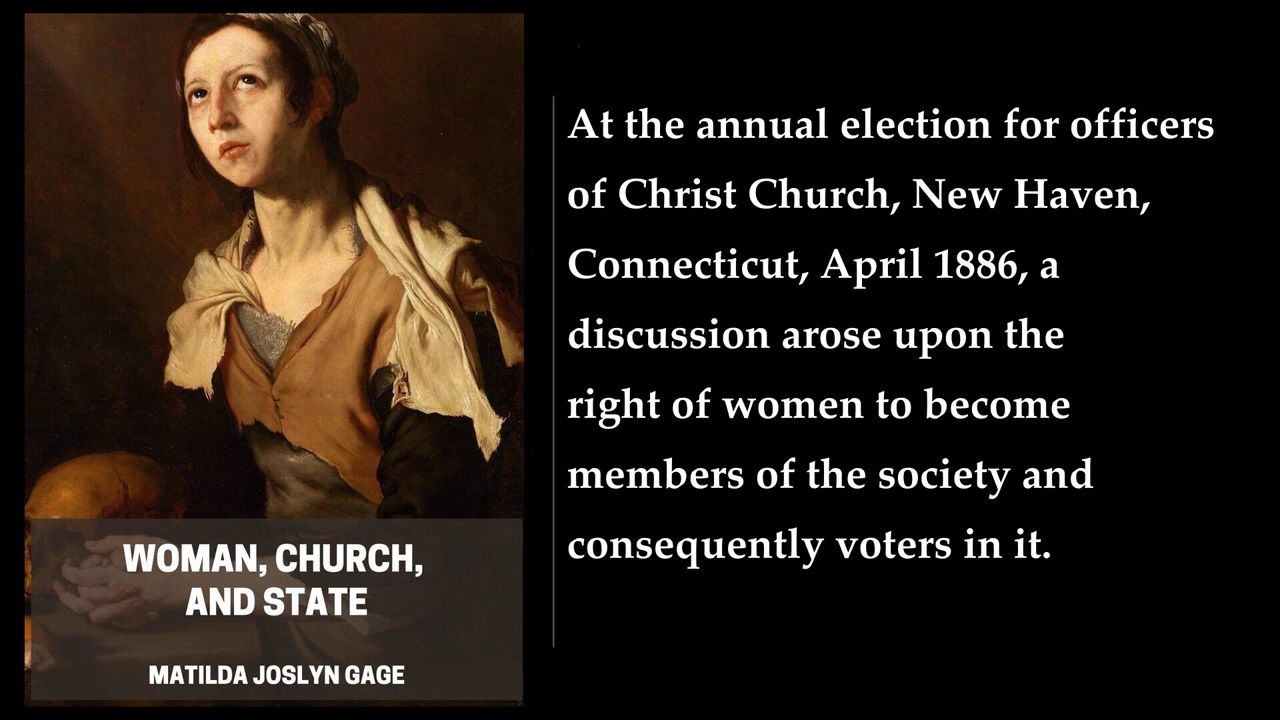 WOMAN, CHURCH,
AND STATE
MATILDA JOSLYN GAGE
At the annual election for officers
of Christ Church, New Haven,
Connecticut, April 1886, a
discussion arose upon the
right of women to become
members of the society and
consequently voters in it.